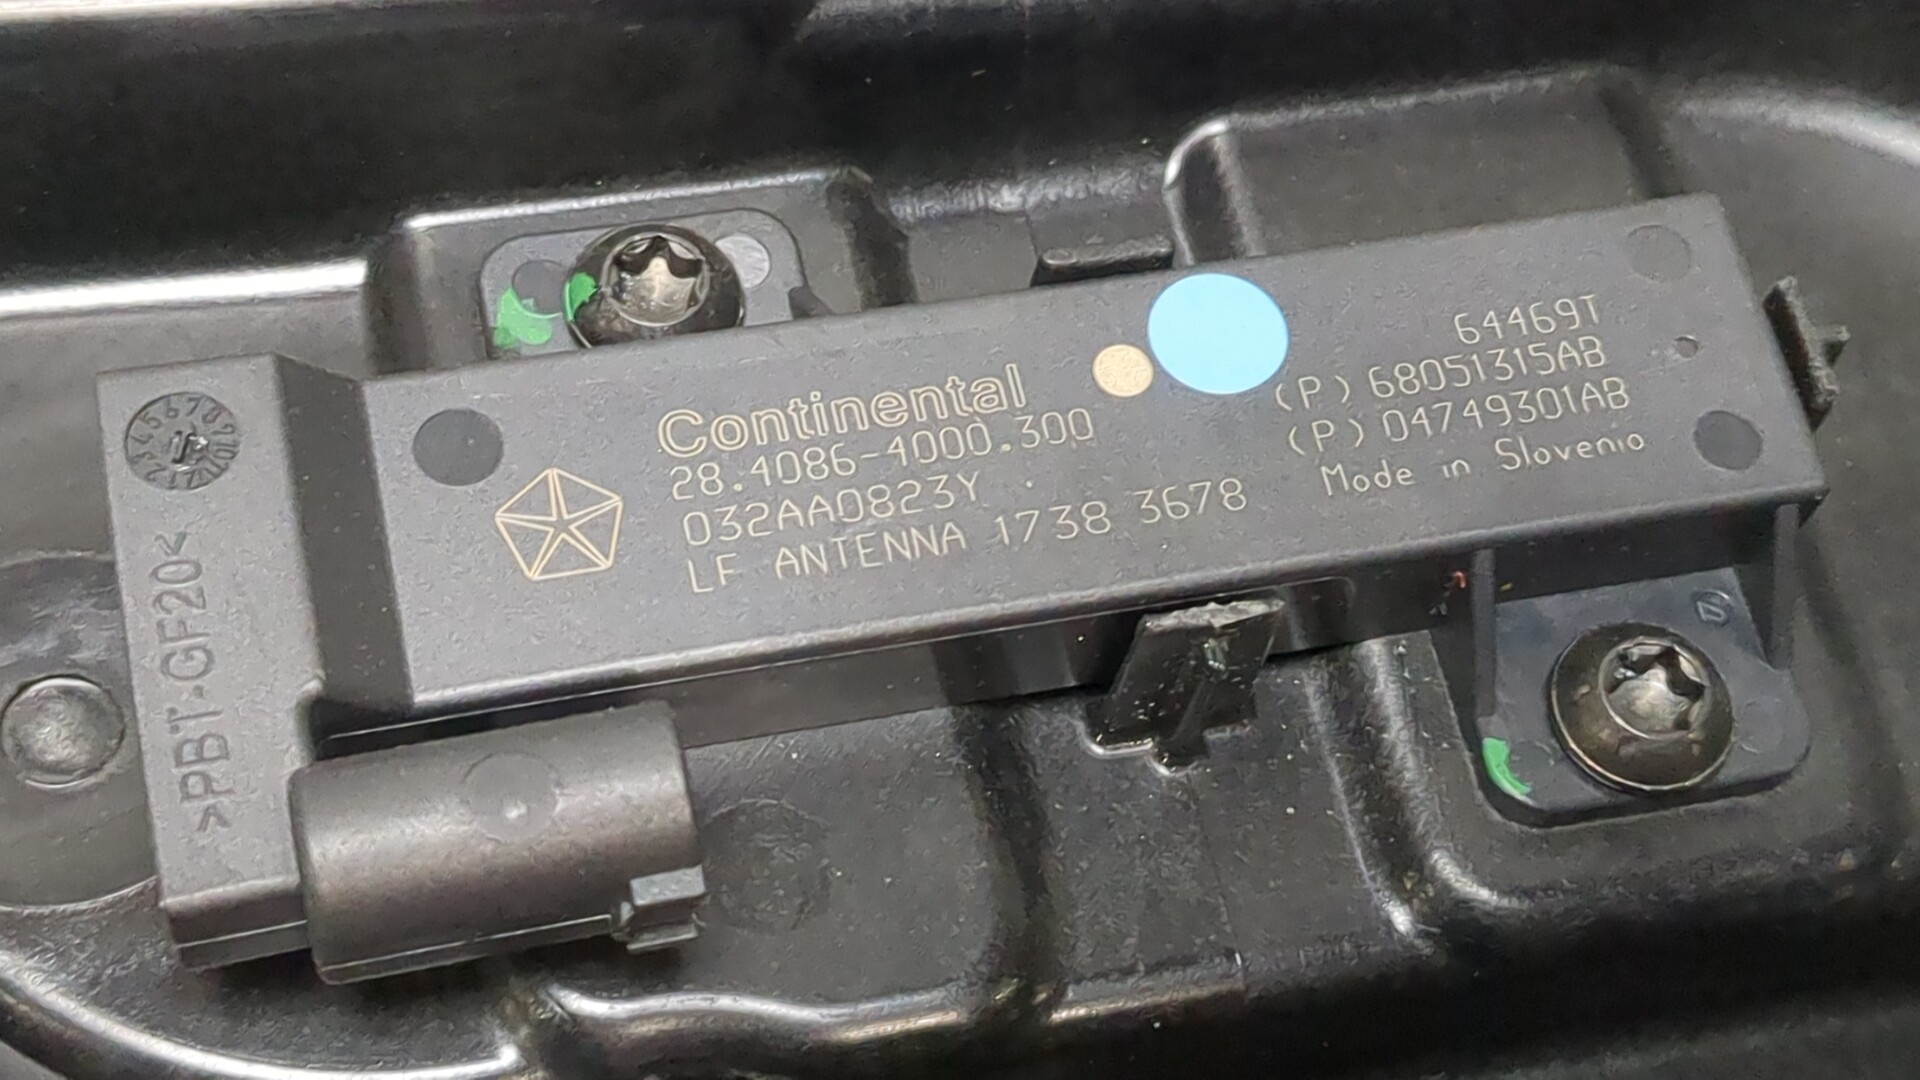 Continental
28.4086-4000.300
032AA0823Y
LF ANTENNA 1738 3678
64469T
(P) 68051315AB
(P) 04749301AB
Made in Slovenia
>PBT-GF20<